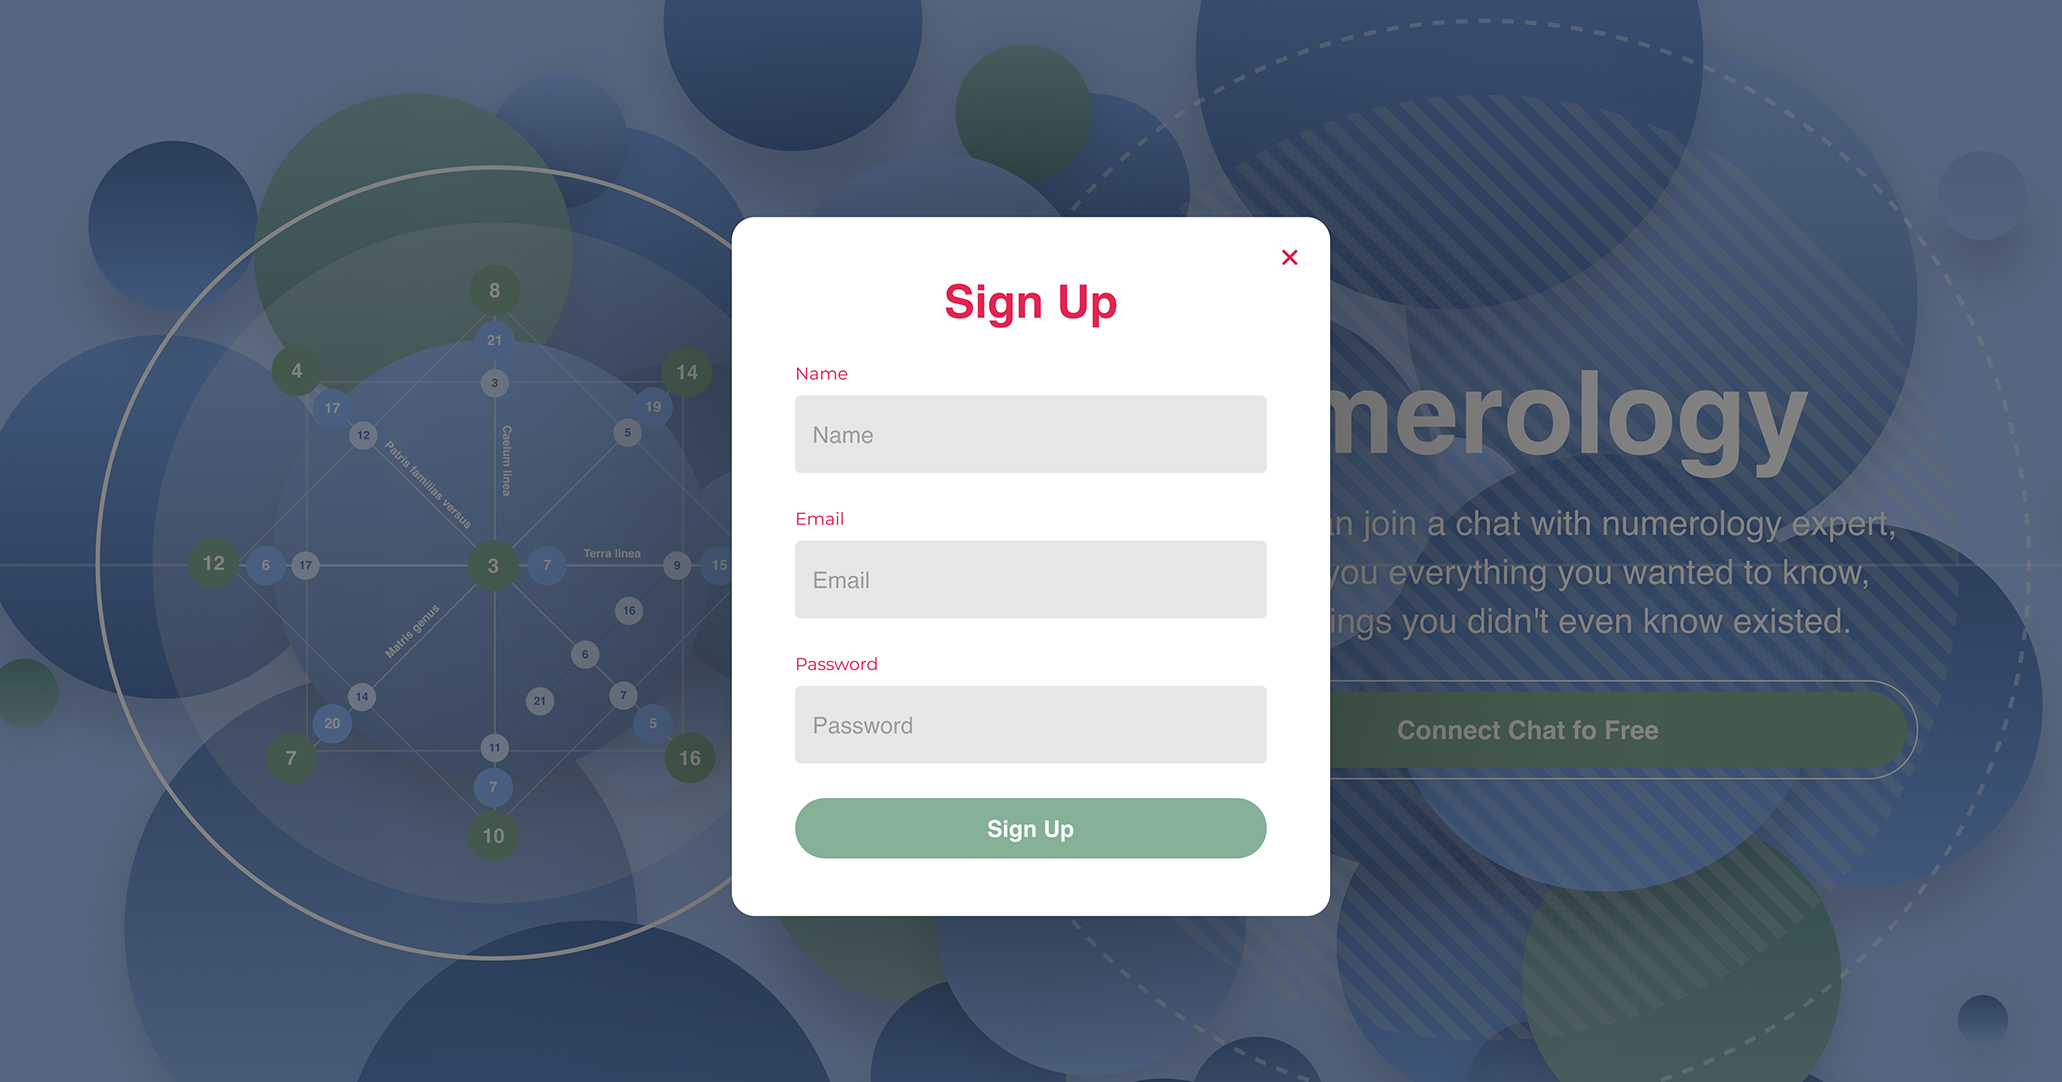 8
21
3
4
14
17
19
12
5
Patris familias versus
Caelum linea
12
6
17
3
7
Terra linea
9
15
16
Matris genus
6
14
21
7
20
5
11
7
16
7
10
Sign Up
Name
Name
Email
Email
Password
Password
Sign Up
merology
an join a chat with numerology expert,
you everything you wanted to know,
ings you didn't even know existed.
Connect Chat fo Free